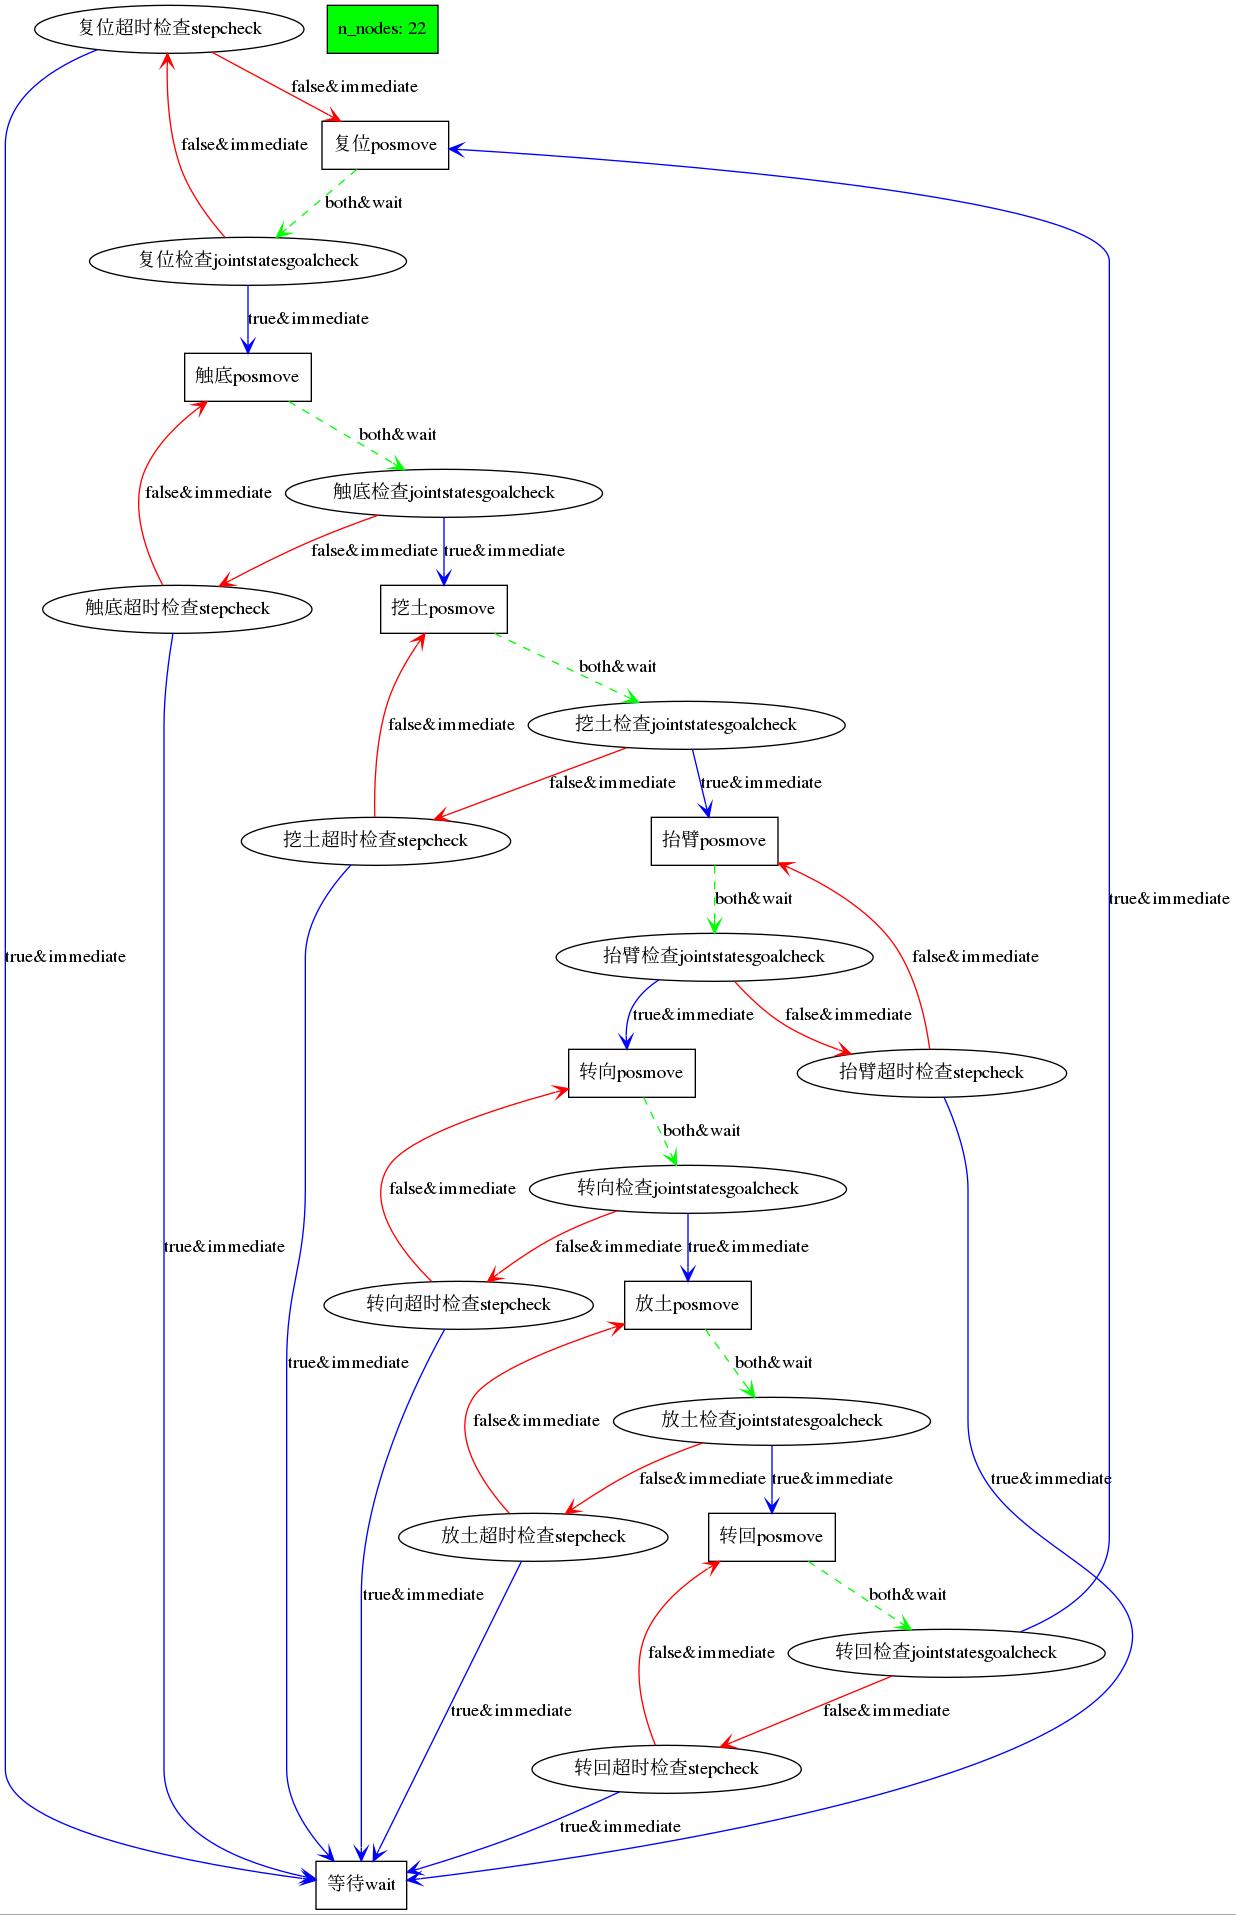 复位超时检查stepcheck
n_nodes: 22
false&immediate
复位posmove
false&immediate
both&wait
复位检查jointstatesgoalcheck
true&immediate
触底posmove
both&wait
false&immediate
触底检查jointstatesgoalcheck
false&immediate
true&immediate
触底超时检查stepcheck
挖土posmove
both&wait
false&immediate
挖土检查jointstatesgoalcheck
false&immediate
true&immediate
挖土超时检查stepcheck
抬臂posmove
both&wait
true&immediate
true&immediate
抬臂检查jointstatesgoalcheck
false&immediate
true&immediate
false&immediate
转向posmove
抬臂超时检查stepcheck
both&wait
false&immediate
转向检查jointstatesgoalcheck
true&immediate
false&immediate
true&immediate
转向超时检查stepcheck
放土posmove
true&immediate
both&wait
false&immediate
放土检查jointstatesgoalcheck
false&immediate
true&immediate
true&immediate
放土超时检查stepcheck
转回posmove
true&immediate
both&wait
false&immediate
转回检查jointstatesgoalcheck
true&immediate
false&immediate
转回超时检查stepcheck
true&immediate
等待wait